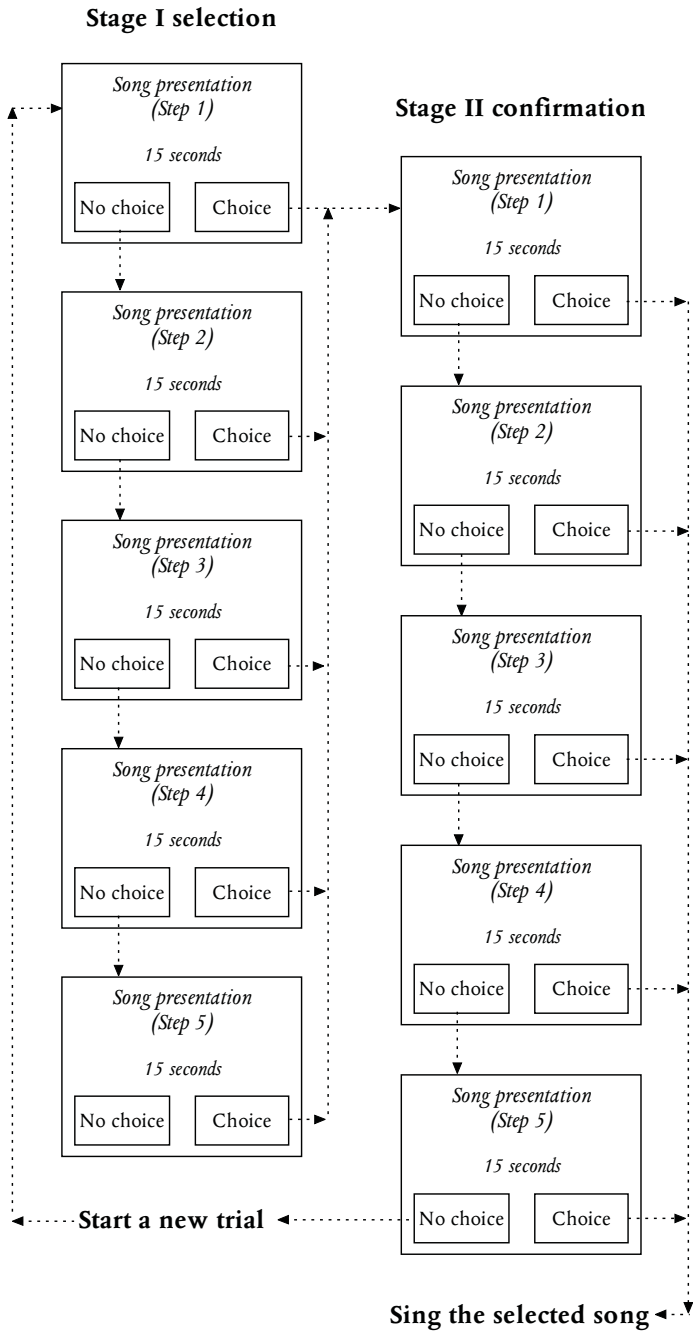 Stage I selection
Song presentation
(Step 1)
15 seconds
No choice
Choice
Song presentation
(Step 2)
15 seconds
No choice
Choice
Song presentation
(Step 3)
15 seconds
No choice
Choice
Song presentation
(Step 4)
15 seconds
No choice
Choice
Song presentation
(Step 5)
15 seconds
No choice
Choice
Stage II confirmation
Song presentation
(Step 1)
15 seconds
No choice
Choice
Song presentation
(Step 2)
15 seconds
No choice
Choice
Song presentation
(Step 3)
15 seconds
No choice
Choice
Song presentation
(Step 4)
15 seconds
No choice
Choice
Song presentation
(Step 5)
15 seconds
No choice
Choice
Start a new trial
Sing the selected song